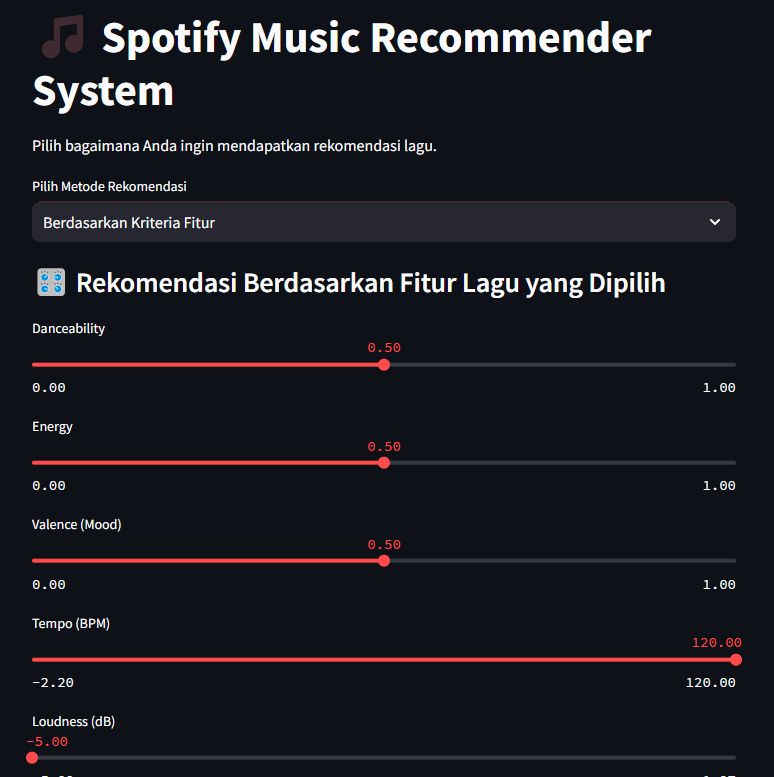 Spotify Music Recommender
System
Pilih bagaimana Anda ingin mendapatkan rekomendasi lagu.
Pilih Metode Rekomendasi
Berdasarkan Kriteria Fitur
Rekomendasi Berdasarkan Fitur Lagu yang Dipilih
Danceability
0.50
0.00 1.00
Energy
0.50
0.00 1.00
Valence (Mood)
0.50
0.00 1.00
Tempo (BPM)
120.00
−2.20 120.00
Loudness (dB)
−5.00